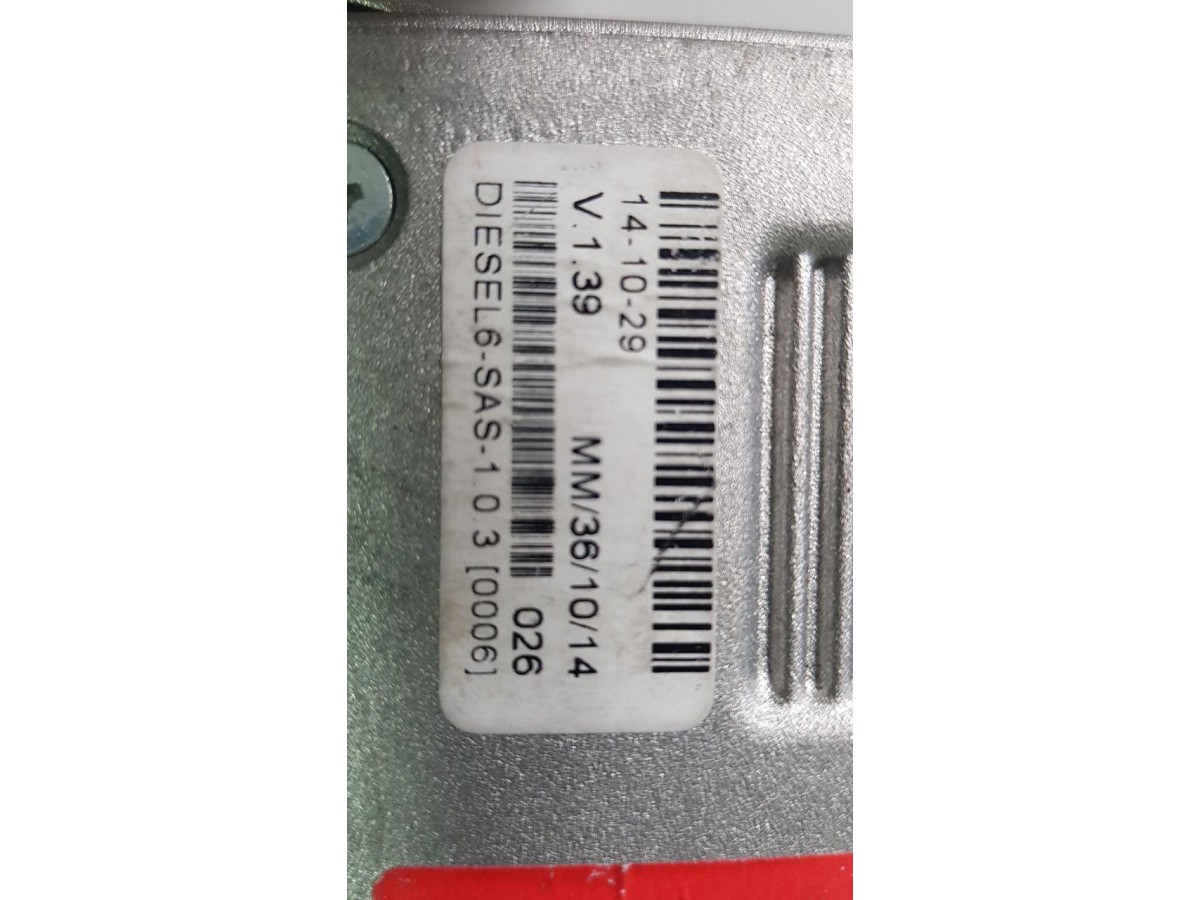 14-10-29
V.1.39 MM/36/10/14
026
DIESEL6-SAS-1.0.3 [0006]